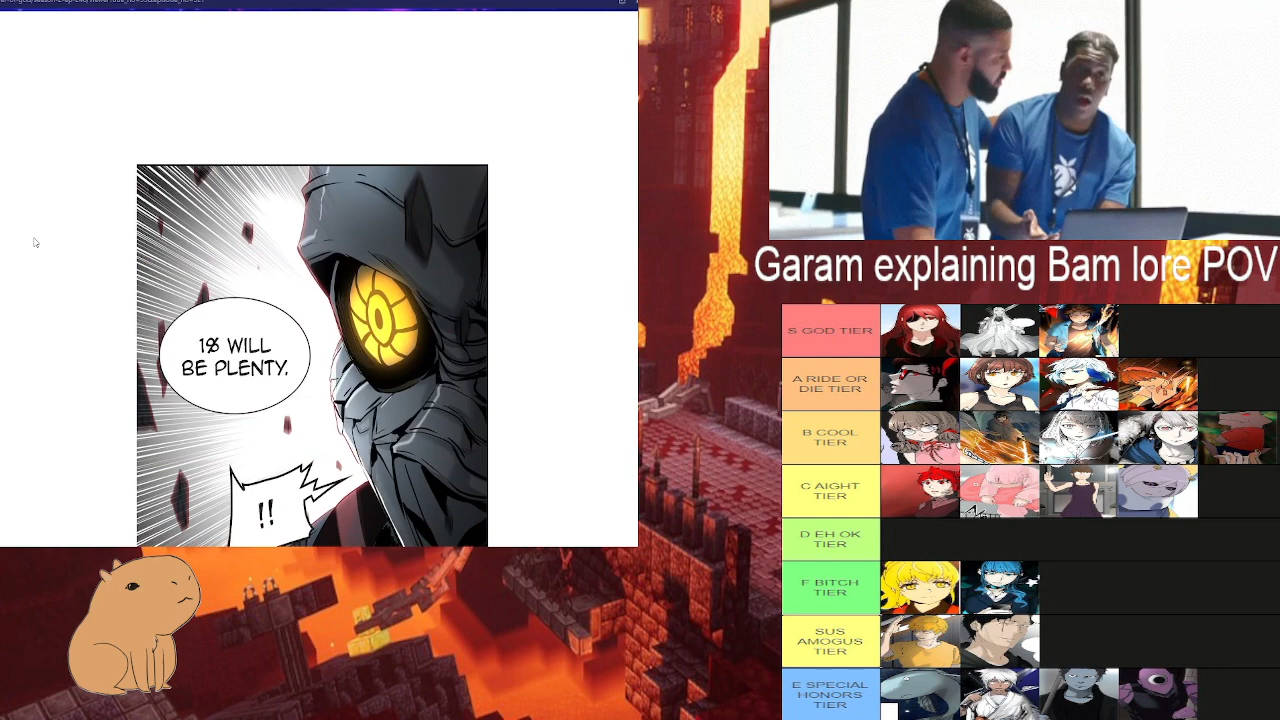 1% WILL
BE PLENTY.
!!
Garam explaining Bam lore POV
S GOD TIER
A RIDE OR
DIE TIER
B COOL
TIER
C AIGHT
TIER
D EH OK
TIER
F BITCH
TIER
SUS
AMOGUS
TIER
E SPECIAL
HONORS
TIER